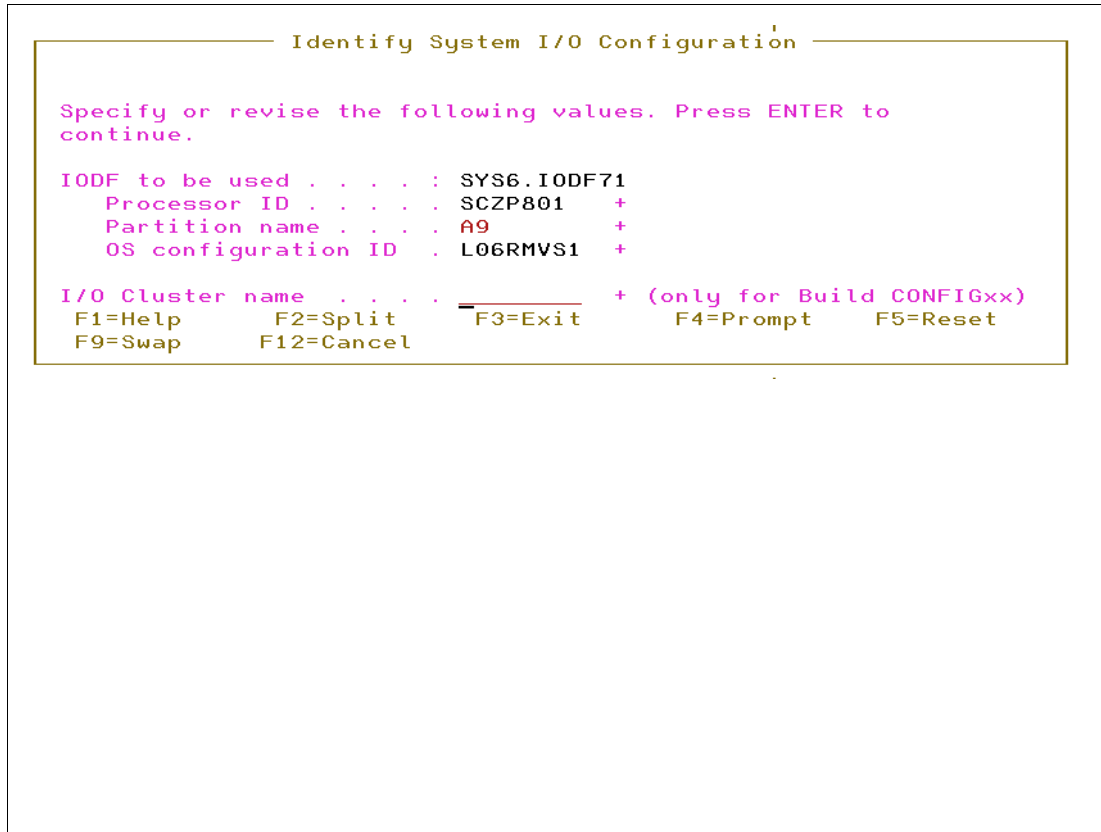 Identify System I/O Configuration
Specify or revise the following values. Press ENTER to
continue.
IODF to be used . . . . : SYS6.IODF71
Processor ID . . . . . SCZP801 +
Partition name . . . . A9 +
OS configuration ID . L06RMVS1 +
I/O Cluster name . . . . ________ + (only for Build CONFIGxx)
F1=Help F2=Split F3=Exit F4=Prompt F5=Reset
F9=Swap F12=Cancel